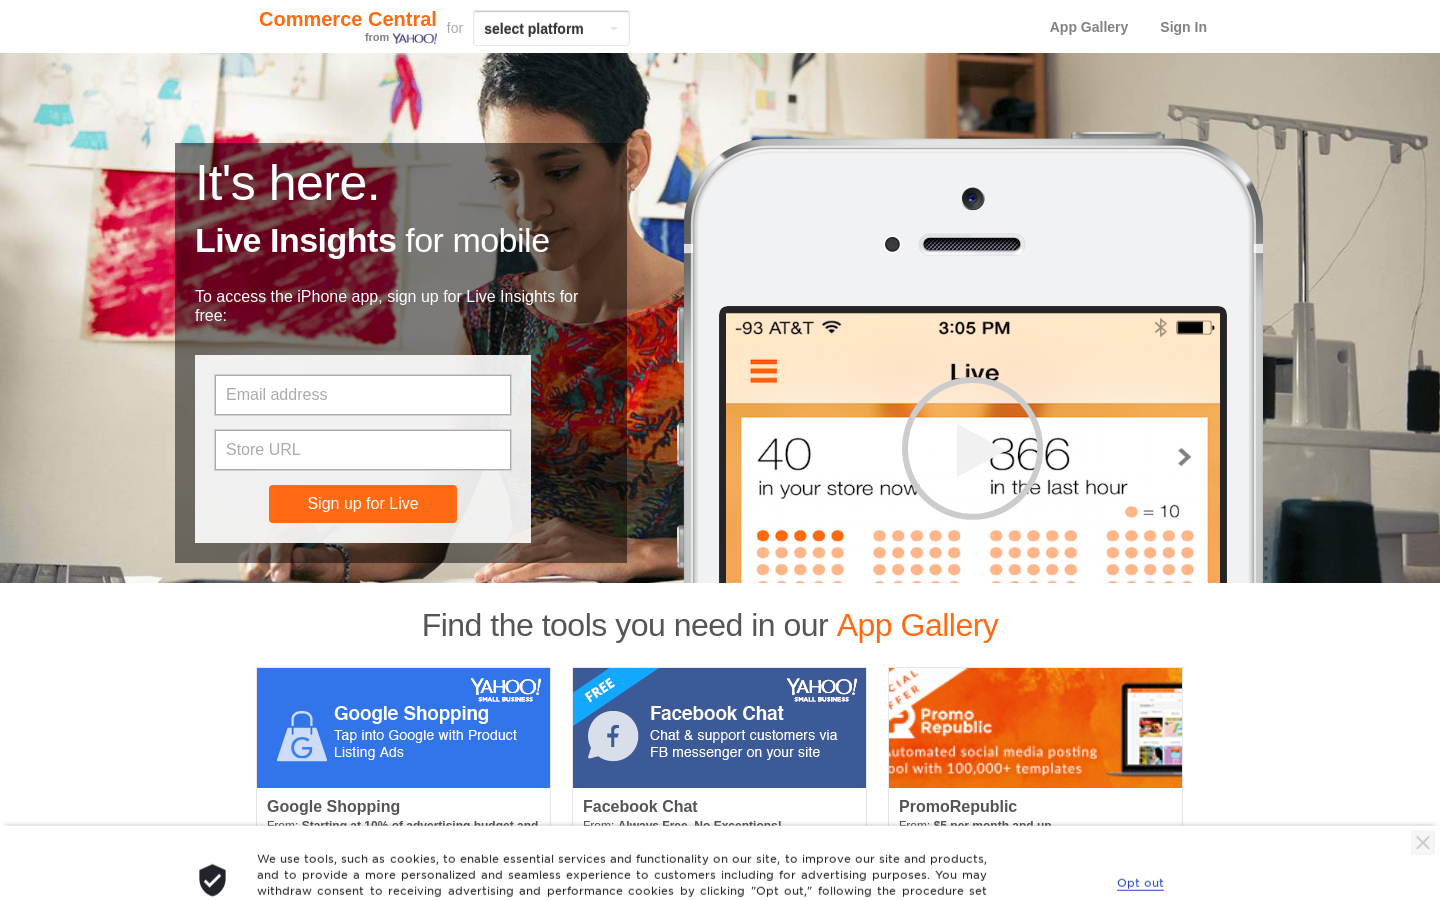 Commerce Central
from YAHOO!
for
select platform
App Gallery
Sign In
It's here.
Live Insights for mobile
To access the iPhone app, sign up for Live Insights for
free:
Email address
Store URL
Sign up for Live
-93 AT&T
3:05 PM
Live
40
366
in your store now
in the last hour
= 10
Find the tools you need in our App Gallery
YAHOO!
SMALL BUSINESS
Google Shopping
Tap into Google with Product
Listing Ads
G
FREE
YAHOO!
SMALL BUSINESS
Facebook Chat
Chat & support customers via
FB messenger on your site
f
OFFER
Promo
Republic
automated social media posting
with 100,000+ templates
Google Shopping
From: Starting at 10% of advertising budget and
Facebook Chat
From: Always Free. No Exceptions!
PromoRepublic
From: $5 per month and up
We use tools, such as cookies, to enable essential services and functionality on our site, to improve our site and products,
and to provide a more personalized and seamless experience to customers including for advertising purposes. You may
withdraw consent to receiving advertising and performance cookies by clicking "Opt out," following the procedure set
Opt out